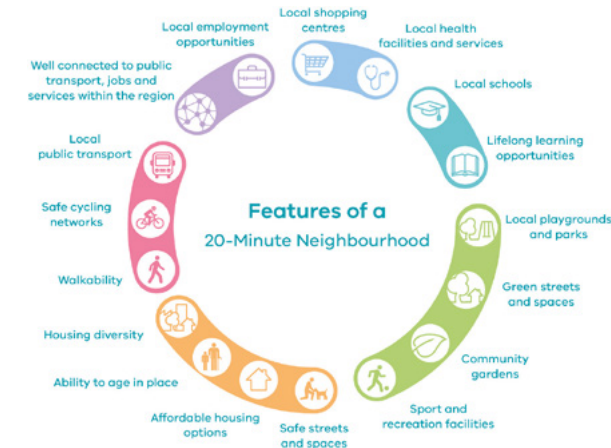 Features of a
20-Minute Neighbourhood
Local shopping
centres
Local health
facilities and services
Local schools
Lifelong learning
opportunities
Local playgrounds
and parks
Green streets
and spaces
Community
gardens
Sport and
recreation facilities
Safe streets
and spaces
Affordable housing
options
Ability to age in place
Housing diversity
Walkability
Safe cycling
networks
Local
public transport
Well connected to public
transport, jobs and
services within the region
Local employment
opportunities